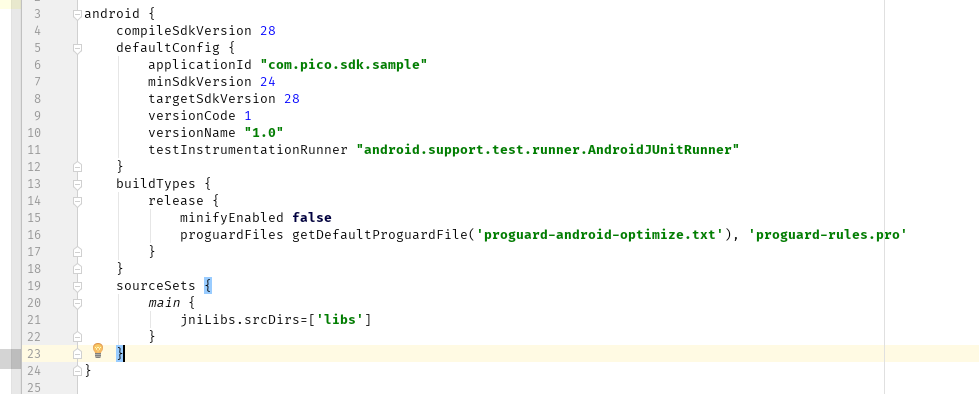 3 android {
4     compileSdkVersion 28
5     defaultConfig {
6         applicationId "com.pico.sdk.sample"
7         minSdkVersion 24
8         targetSdkVersion 28
9         versionCode 1
10         versionName "1.0"
11         testInstrumentationRunner "android.support.test.runner.AndroidJUnitRunner"
12     }
13     buildTypes {
14         release {
15             minifyEnabled false
16             proguardFiles getDefaultProguardFile('proguard-android-optimize.txt'), 'proguard-rules.pro'
17         }
18     }
19     sourceSets {
20         main {
21             jniLibs.srcDirs=['libs']
22         }
23     }
24 }
25